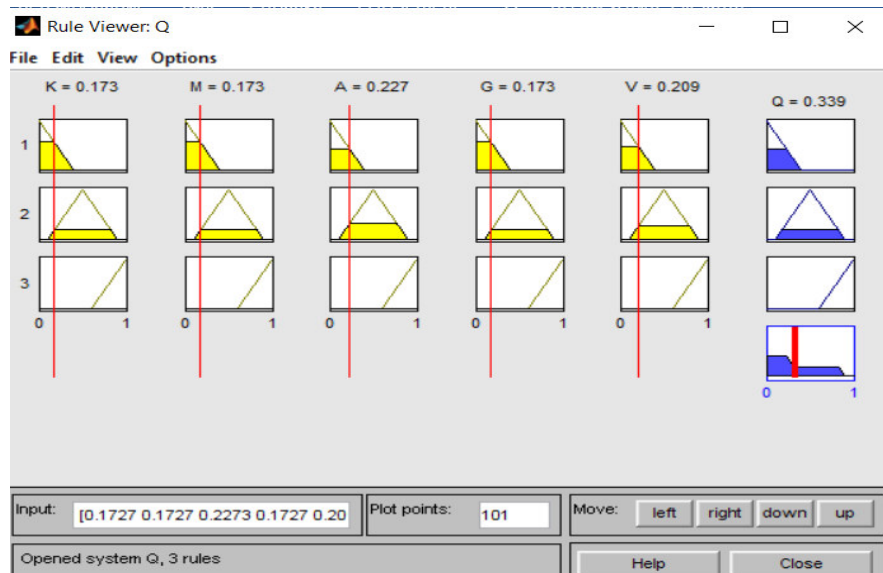 Rule Viewer: Q
File Edit View Options
K = 0.173 M = 0.173 A = 0.227 G = 0.173 V = 0.209 Q = 0.339
1
2
3
0 1 0 1 0 1 0 1 0 1
0 1
Input: [0.1727 0.1727 0.2273 0.1727 0.20 Plot points: 101 Move: left right down up
Opened system Q, 3 rules Help Close